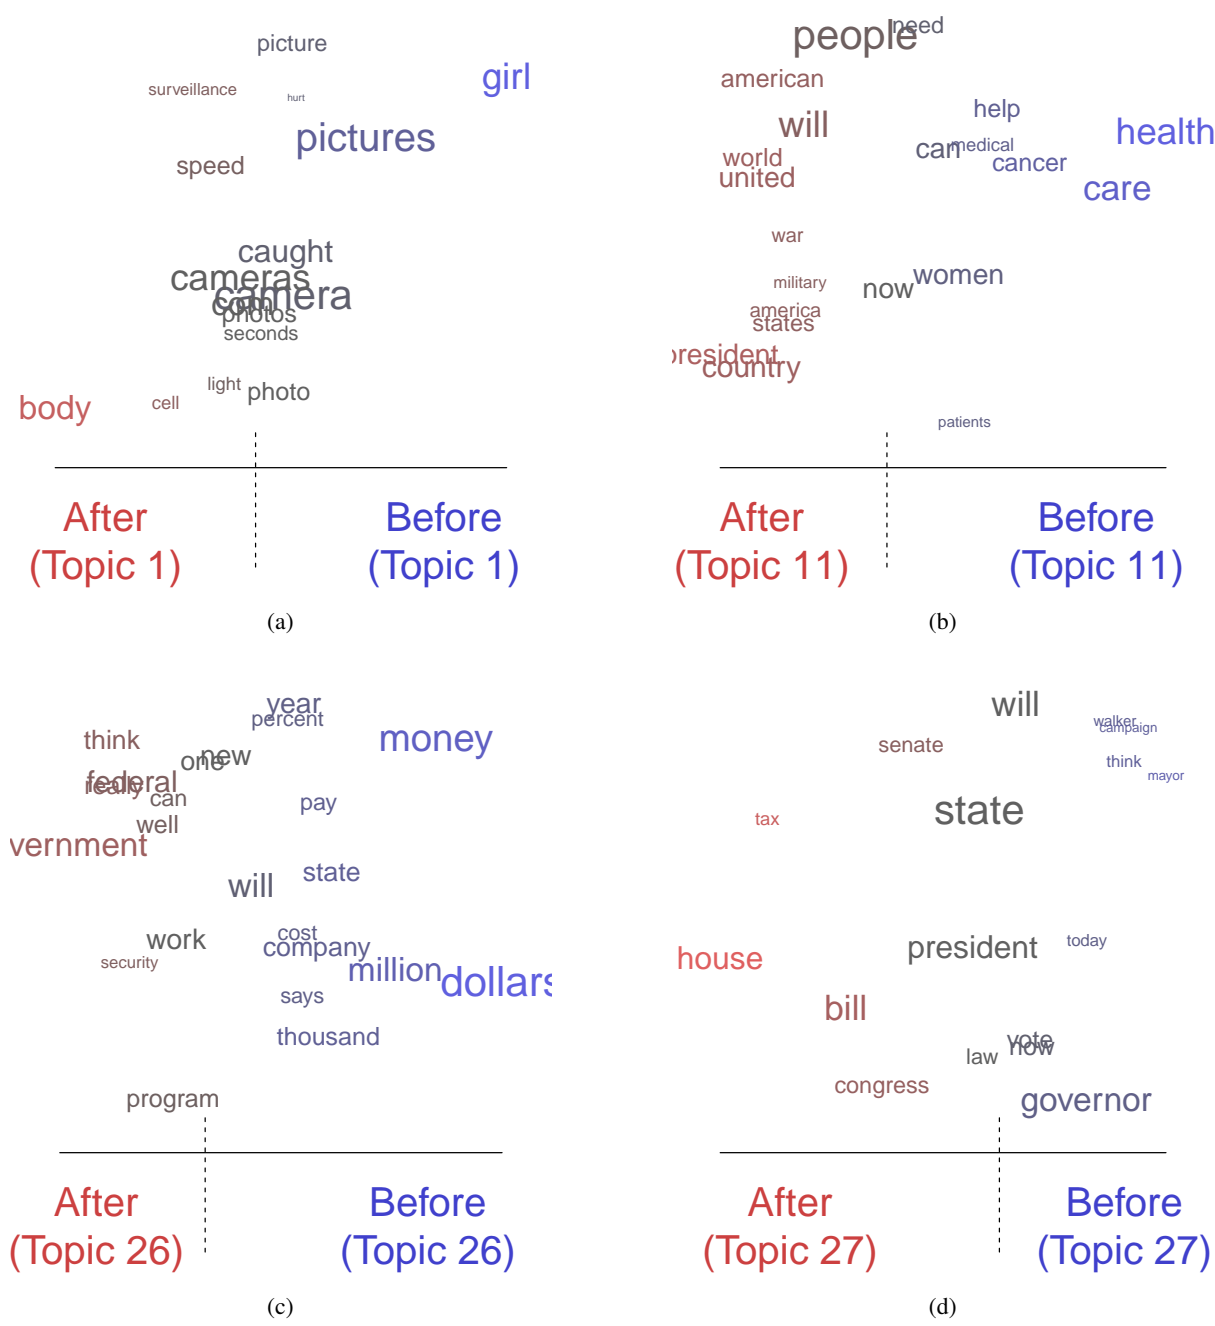 picture
girl
surveillance
hurt
pictures
speed
caught
cameras
camera
com
photos
seconds
light
photo
cell
body
After
(Topic 1)
Before
(Topic 1)
(a)
need
people
american
help
will
health
can
medical
world
cancer
united
care
war
women
military
now
america
states
president
country
patients
After
(Topic 11)
Before
(Topic 11)
(b)
year
percent
think
money
new
one
federal
really
can
pay
well
vernment
state
will
cost
work
company
security
million
dollars
says
thousand
program
After
(Topic 26)
Before
(Topic 26)
(c)
will
walker
campaign
senate
think
mayor
state
tax
president
today
house
bill
vote
now
law
congress
governor
After
(Topic 27)
Before
(Topic 27)
(d)